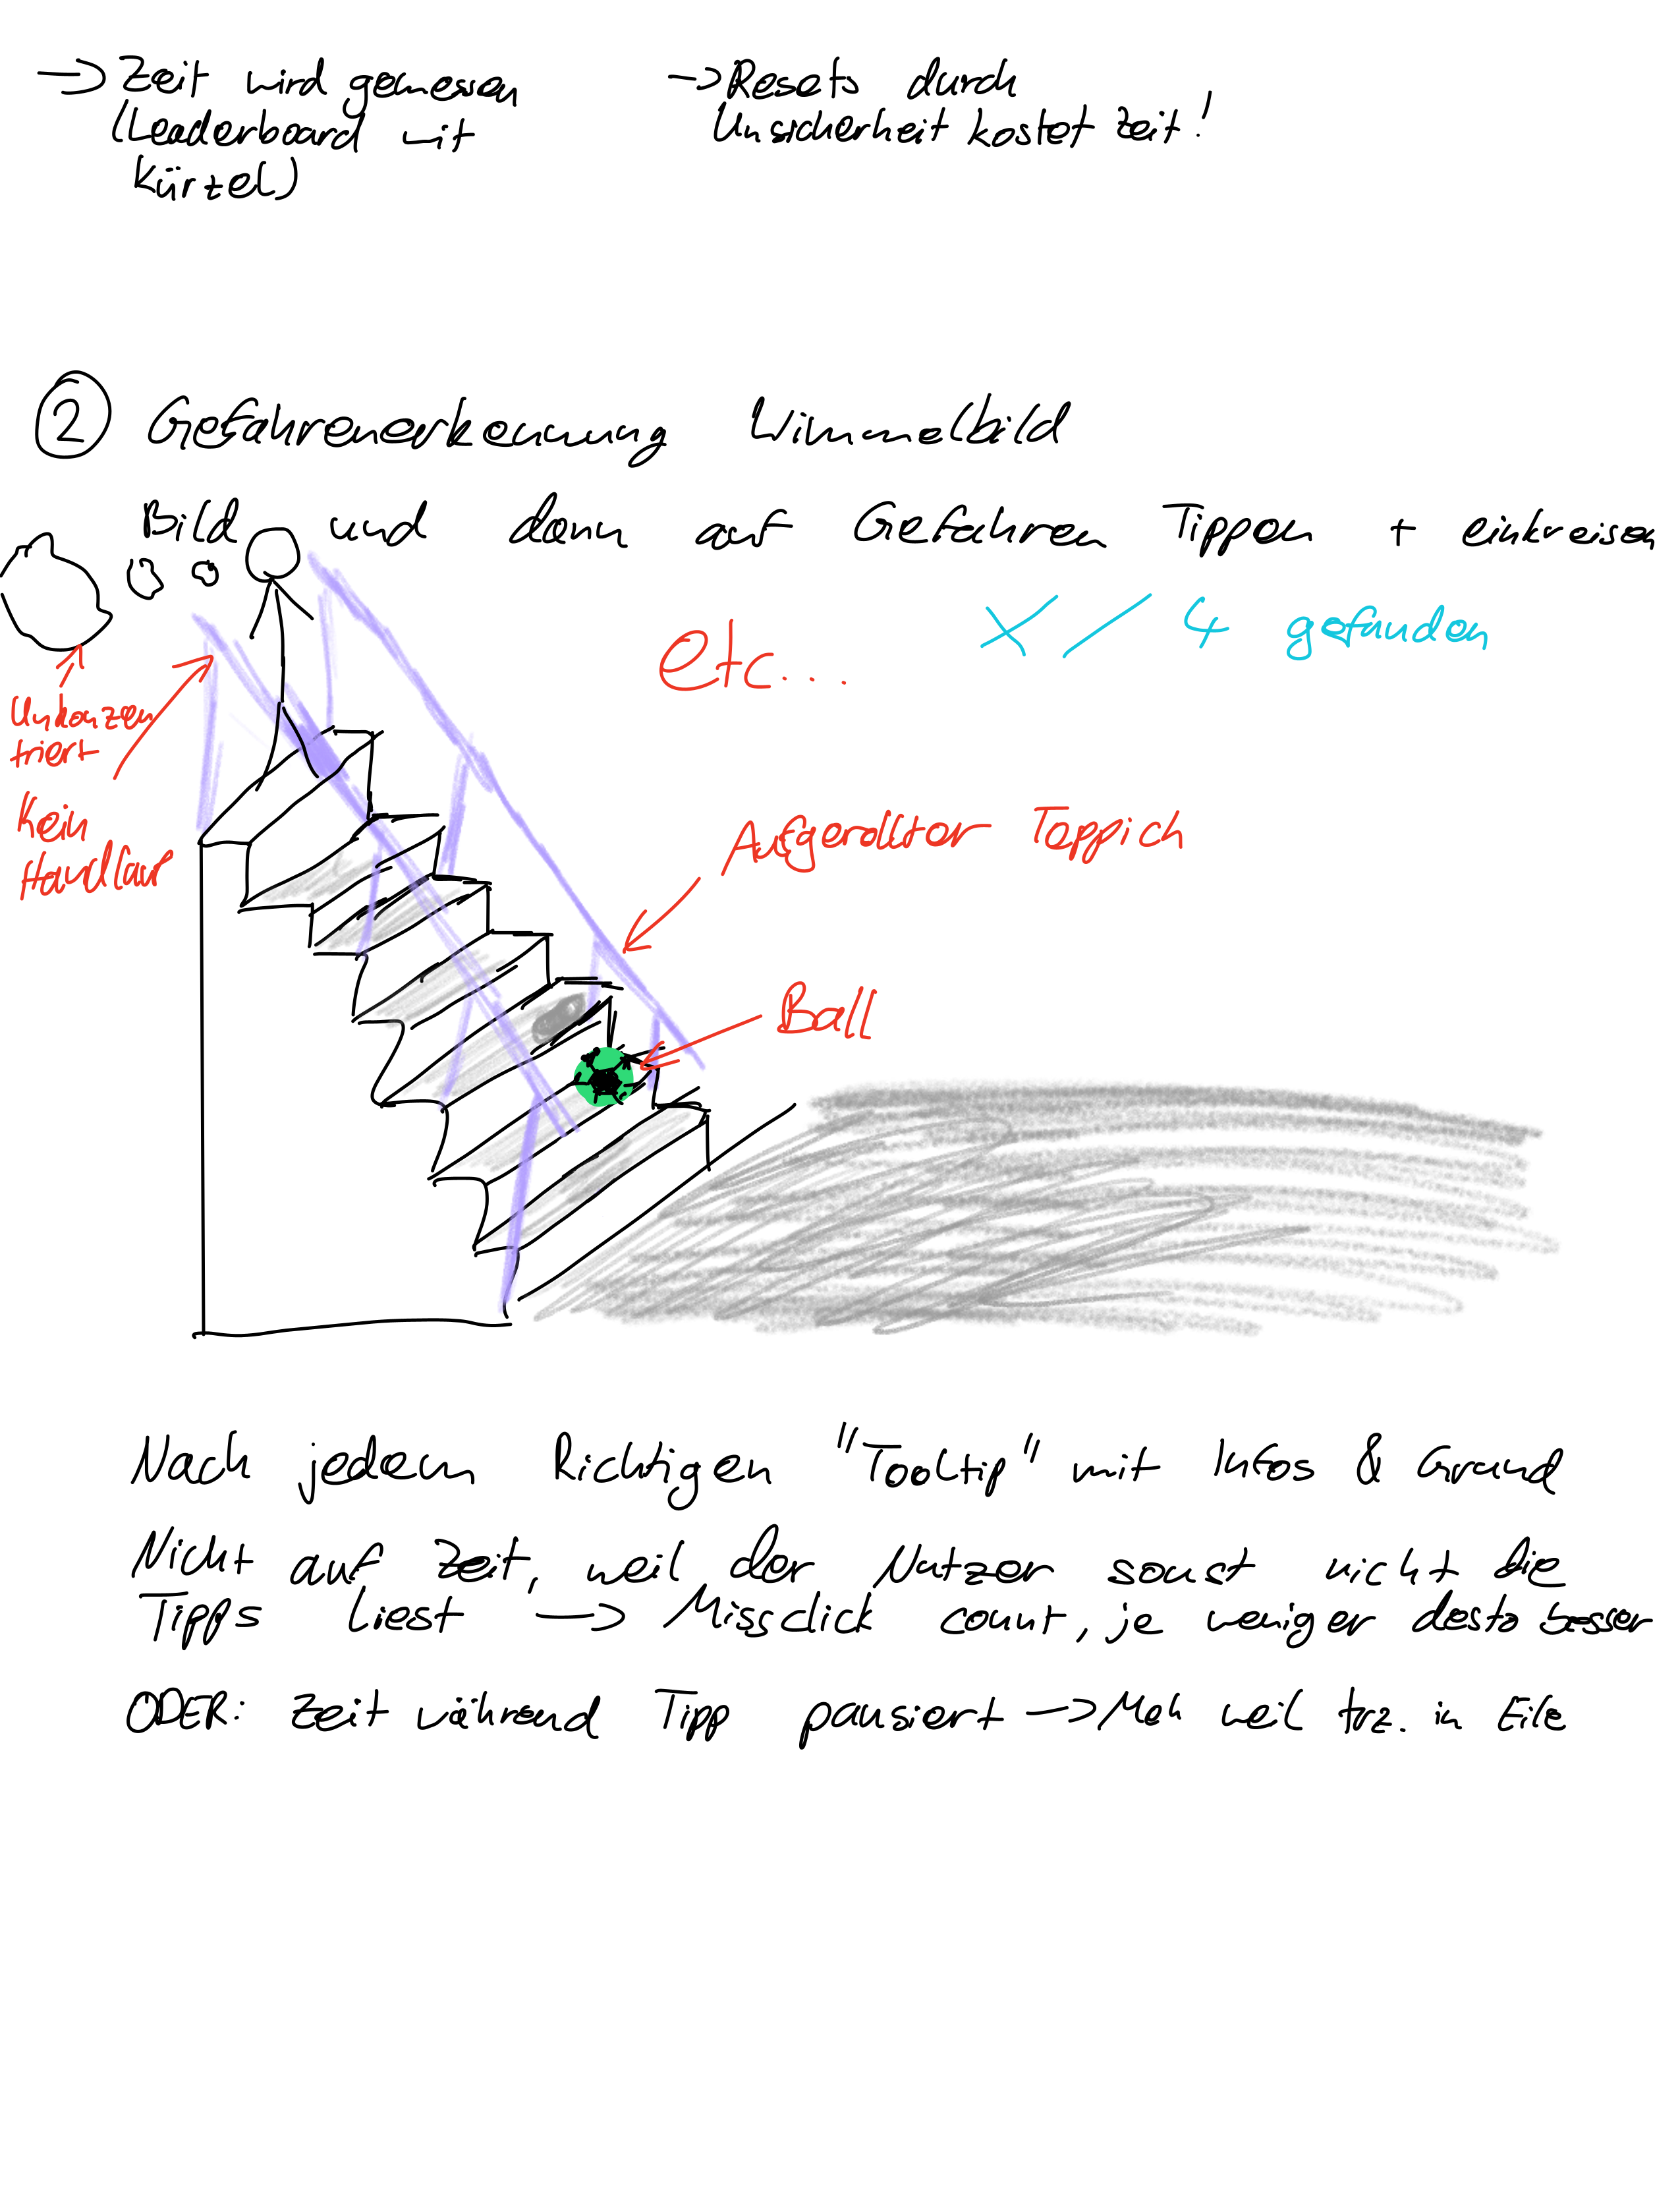 → Zeit wird gemessen
(Leaderboard mit
Kürzel)
→ Resets durch
Unsicherheit kostet Zeit!
② Gefahrenerkennung Wimmelbild
Bild und dann auf Gefahren Tippen + einkreisen
X / 4 gefunden
etc...
Unkonzen
triert
Kein
Handlauf
Aufgerollter Teppich
Ball
Nach jedem Richtigen "Tooltip" mit Infos & Grund
Nicht auf Zeit, weil der Nutzer sonst nicht die
Tipps liest → Missclick count, je weniger desto besser
ODER: Zeit während Tipp pausiert → Meh weil trz. in Eile